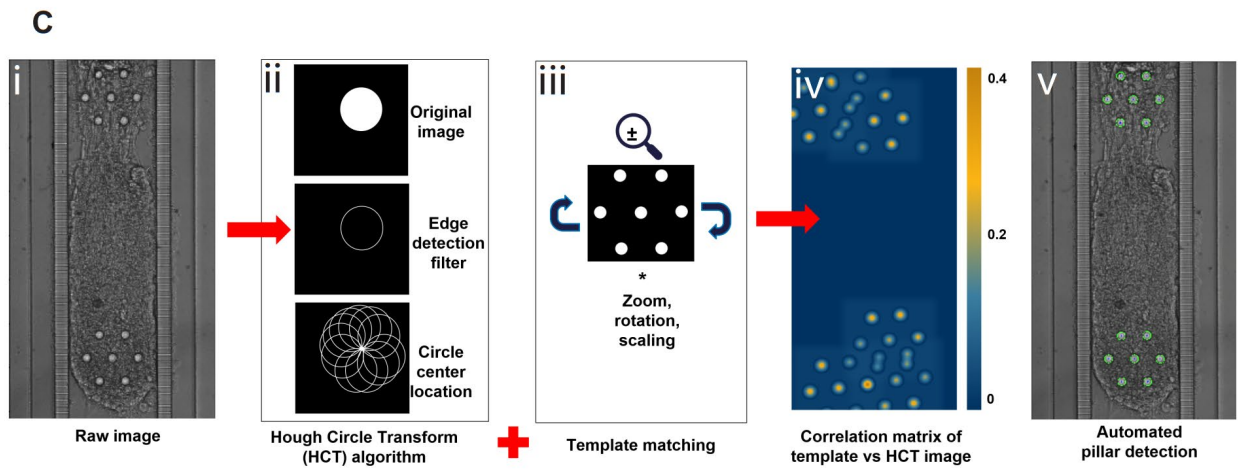 C
i
ii
Original
image
Edge
detection
filter
Circle
center
location
iii
±
*
Zoom,
rotation,
scaling
iv
0.4
0.2
0
v
Raw image
Hough Circle Transform
(HCT) algorithm
Template matching
Correlation matrix of
template vs HCT image
Automated
pillar detection